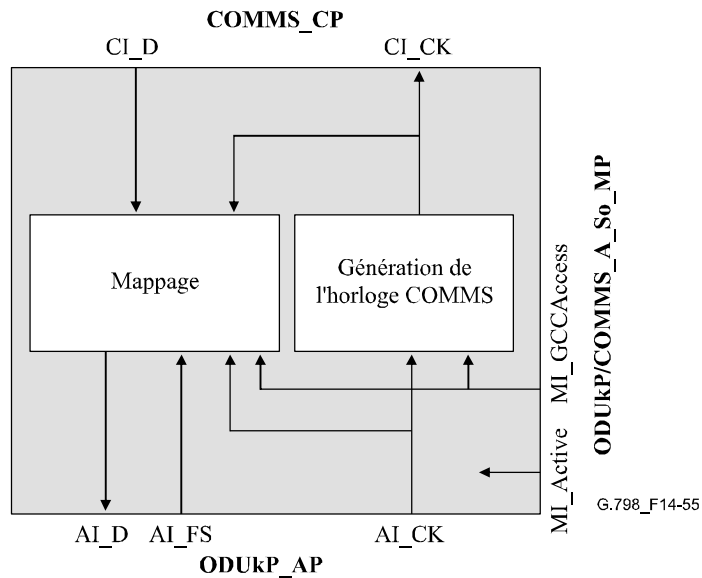 COMMS_CP
CI_D
CI_CK
Mappage
Génération de
l'horloge COMMS
MI_GCCAccess
ODUkP/COMMS_A_So_MP
MI_Active
G.798_F14-55
AI_D
AI_FS
AI_CK
ODUkP_AP